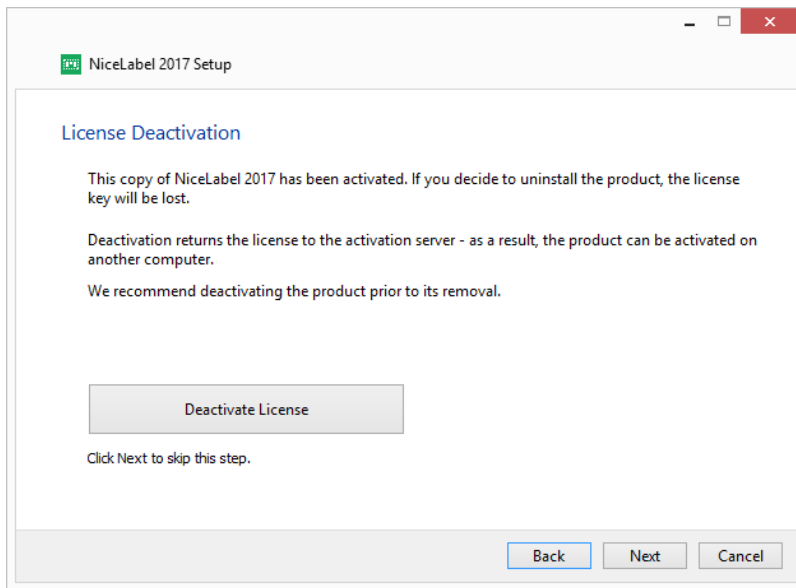 NiceLabel 2017 Setup
License Deactivation
This copy of NiceLabel 2017 has been activated. If you decide to uninstall the product, the license
key will be lost.
Deactivation returns the license to the activation server - as a result, the product can be activated on
another computer.
We recommend deactivating the product prior to its removal.
Deactivate License
Click Next to skip this step.
Back Next Cancel